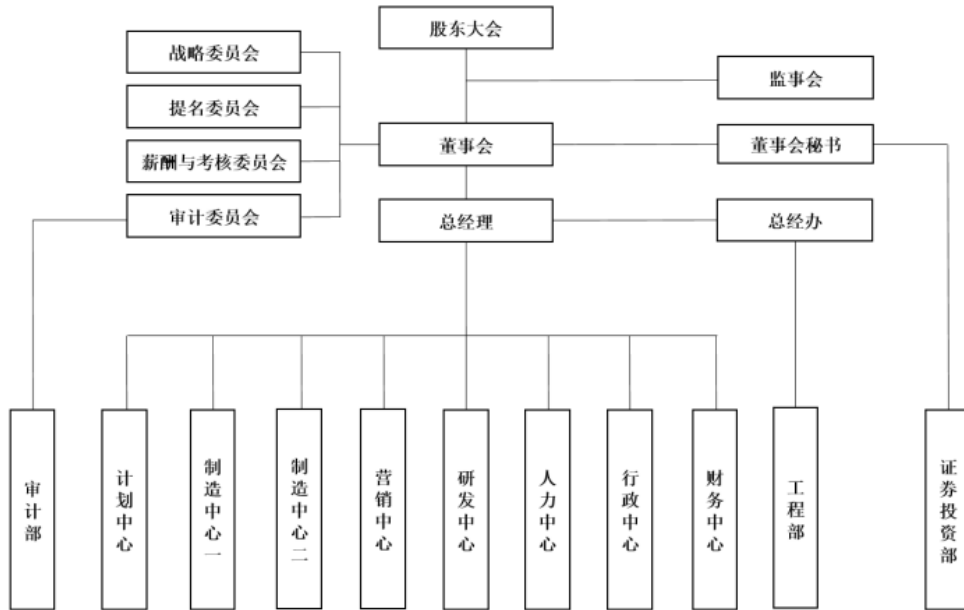 股东大会
战略委员会
监事会
提名委员会
董事会
董事会秘书
薪酬与考核委员会
审计委员会
总经理
总经办
审计部
计划中心
制造中心一
制造中心二
营销中心
研发中心
人力中心
行政中心
财务中心
工程部
证券投资部